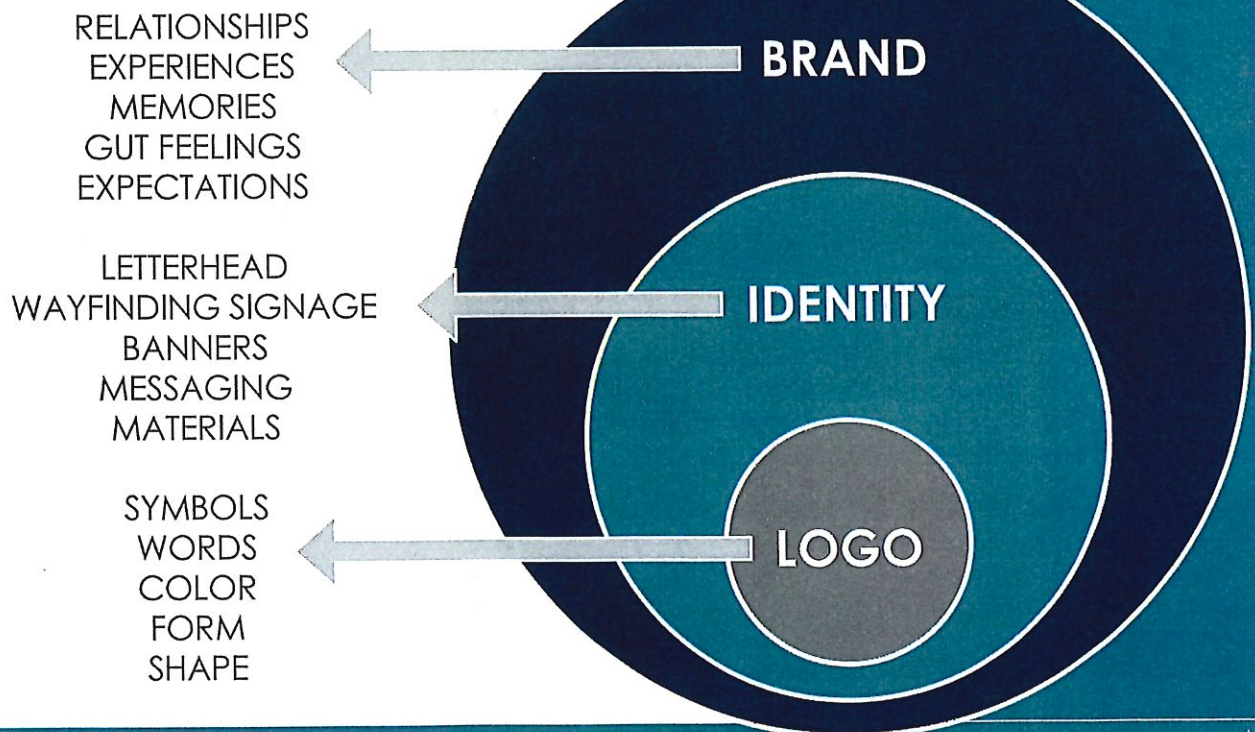 RELATIONSHIPS
EXPERIENCES
MEMORIES
GUT FEELINGS
EXPECTATIONS
BRAND
LETTERHEAD
WAYFINDING SIGNAGE
BANNERS
MESSAGING
MATERIALS
IDENTITY
SYMBOLS
WORDS
COLOR
FORM
SHAPE
LOGO